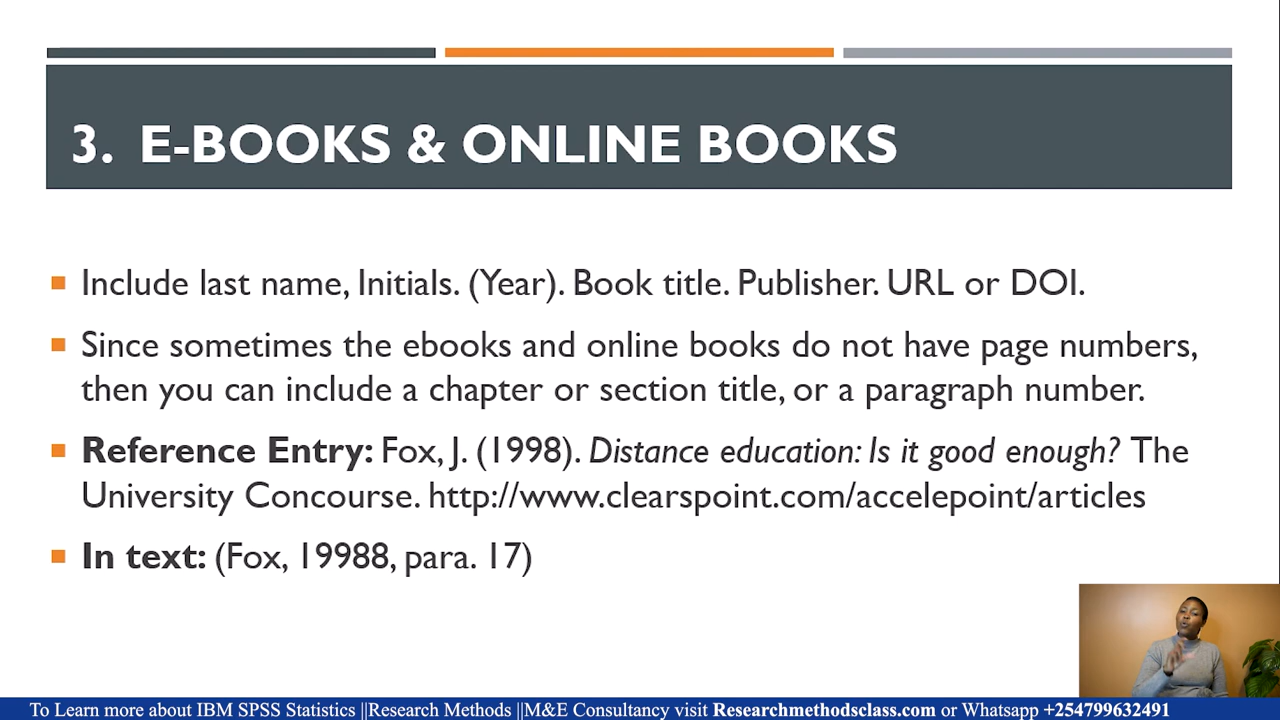 3. E-BOOKS & ONLINE BOOKS
Include last name, Initials. (Year). Book title. Publisher. URL or DOI.
Since sometimes the ebooks and online books do not have page numbers,
then you can include a chapter or section title, or a paragraph number.
Reference Entry: Fox, J. (1998). Distance education: Is it good enough? The
University Concourse. http://www.clearspoint.com/accelepoint/articles
In text: (Fox, 19988, para. 17)
To Learn more about IBM SPSS Statistics ||Research Methods ||M&E Consultancy visit Researchmethodsclass.com or Whatsapp +254799632491